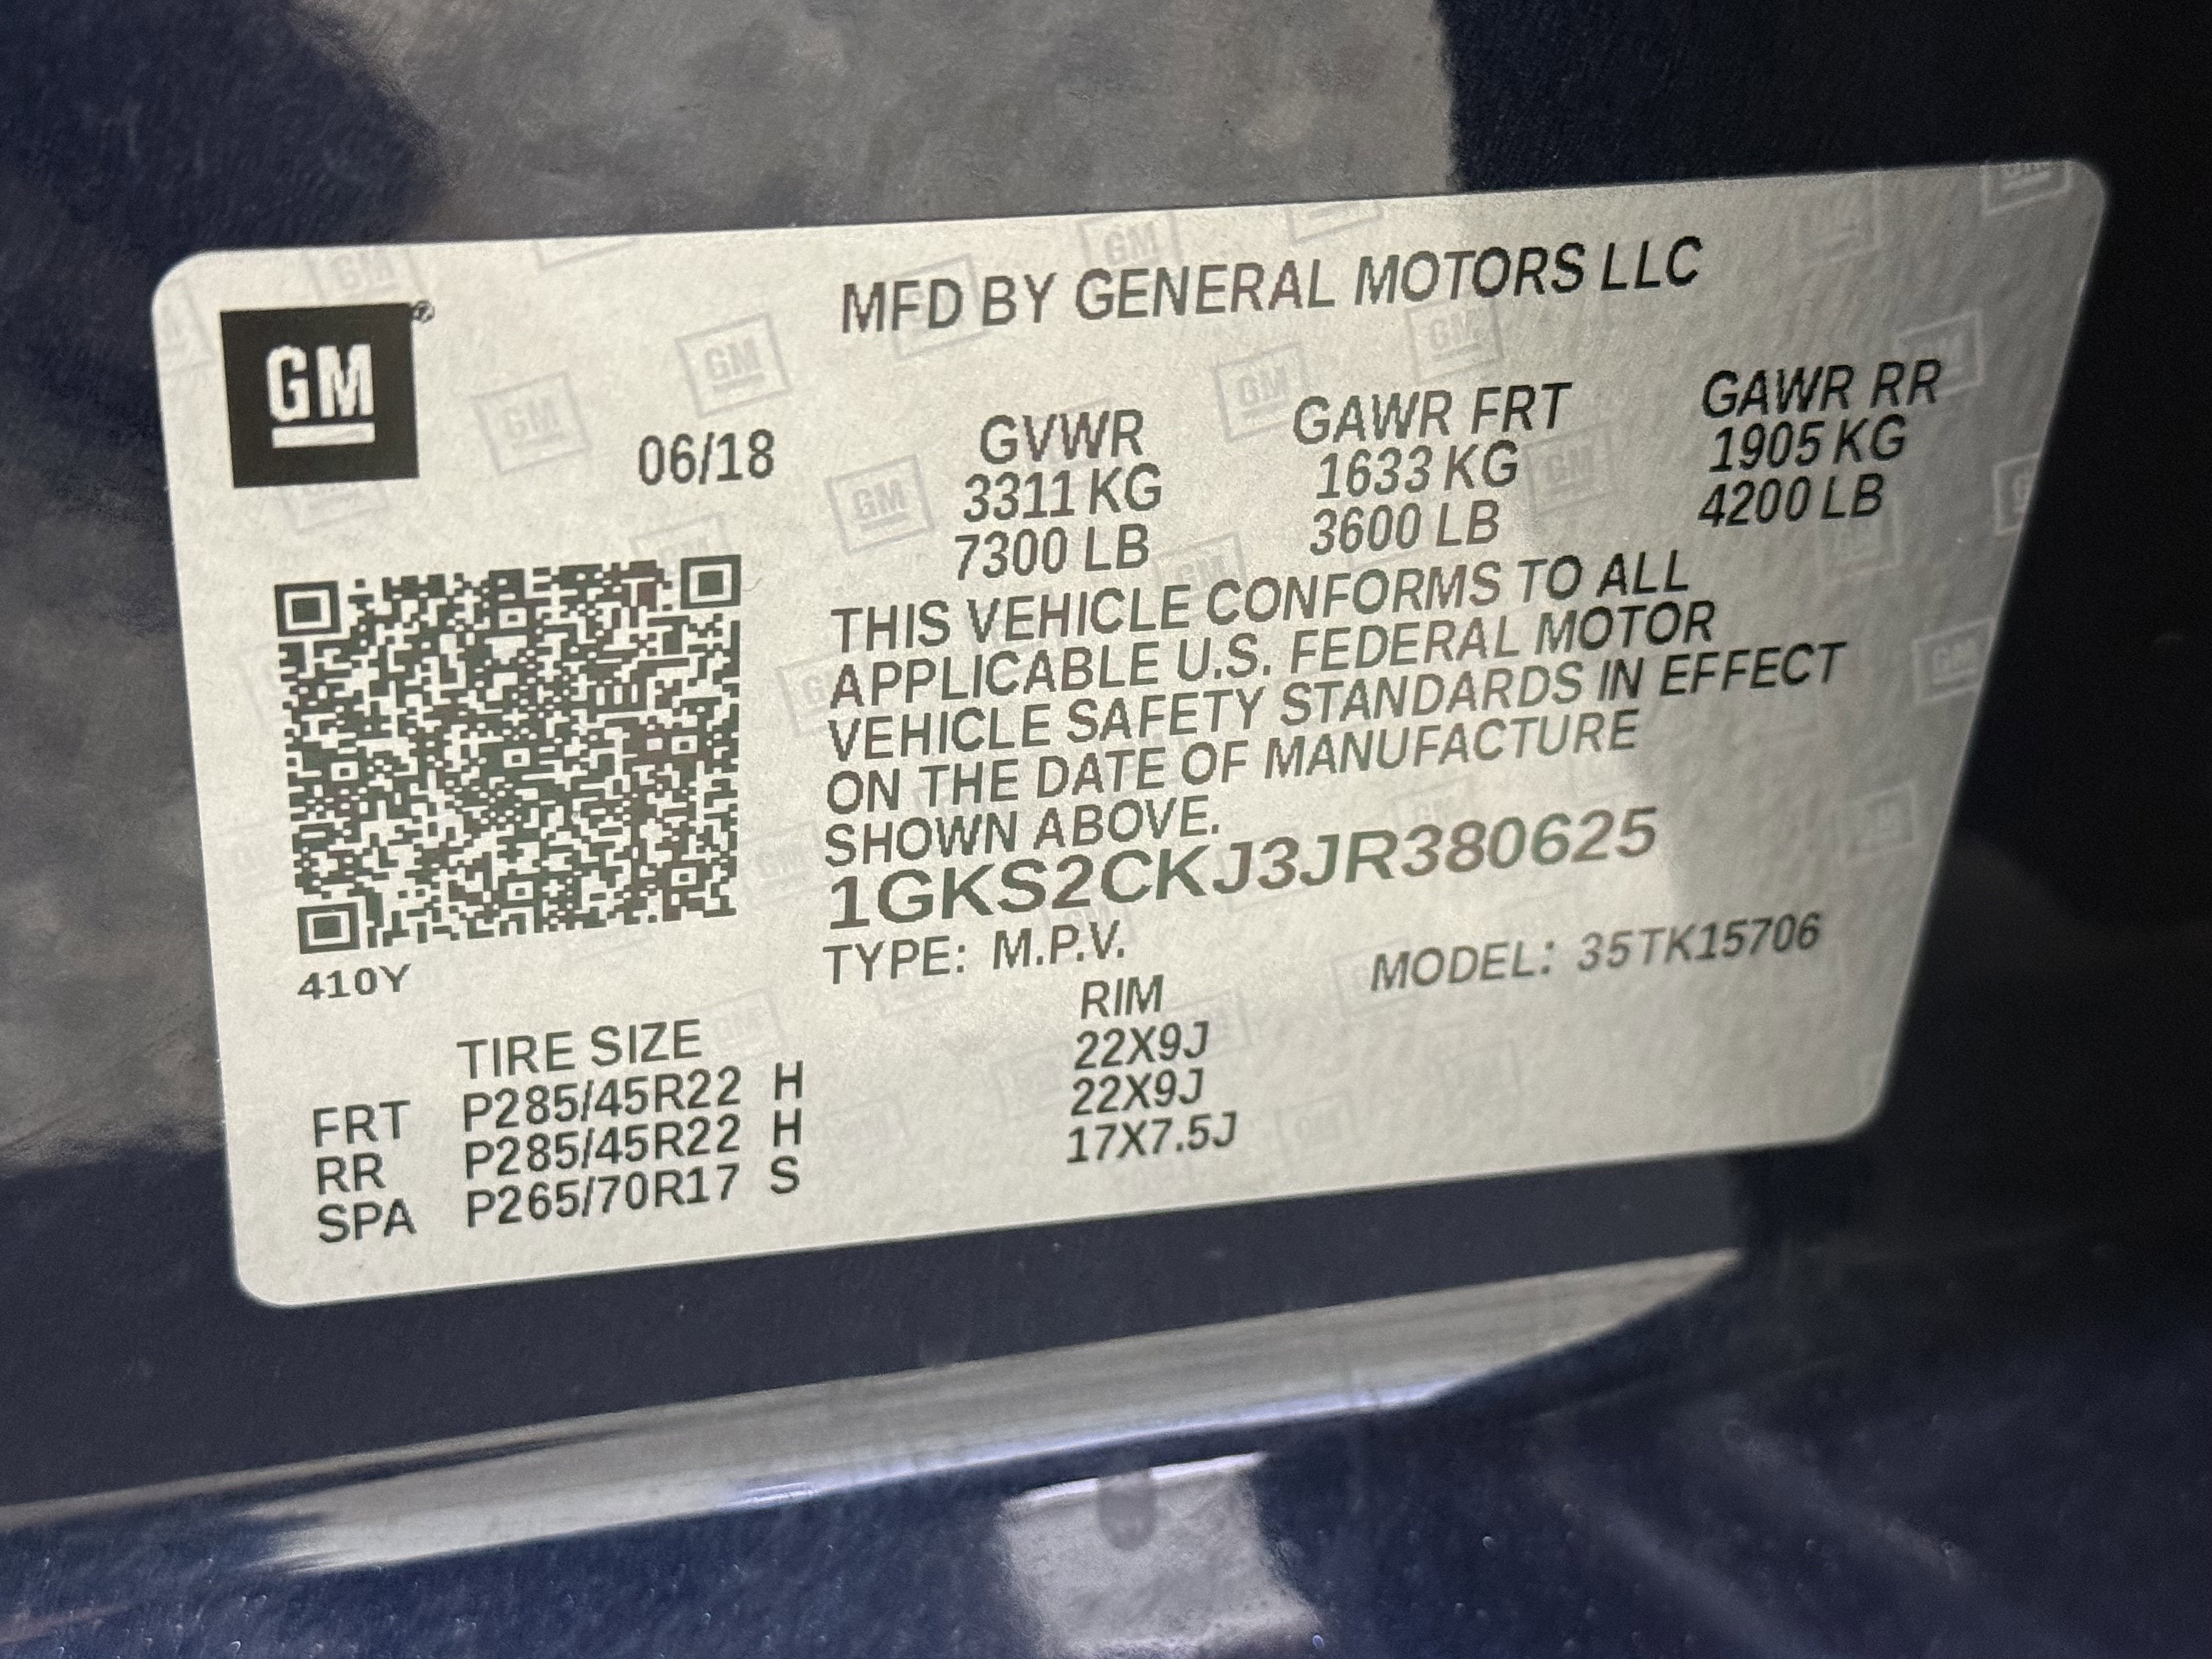 GM®
MFD BY GENERAL MOTORS LLC
06/18
GVWR GAWR FRT GAWR RR
3311 KG 1633 KG 1905 KG
7300 LB 3600 LB 4200 LB
THIS VEHICLE CONFORMS TO ALL
APPLICABLE U.S. FEDERAL MOTOR
VEHICLE SAFETY STANDARDS IN EFFECT
ON THE DATE OF MANUFACTURE
SHOWN ABOVE.
1GKS2CKJ3JR380625
TYPE: M.P.V. MODEL: 35TK15706
410Y
TIRE SIZE RIM
FRT P285/45R22 H 22X9J
RR P285/45R22 H 22X9J
SPA P265/70R17 S 17X7.5J